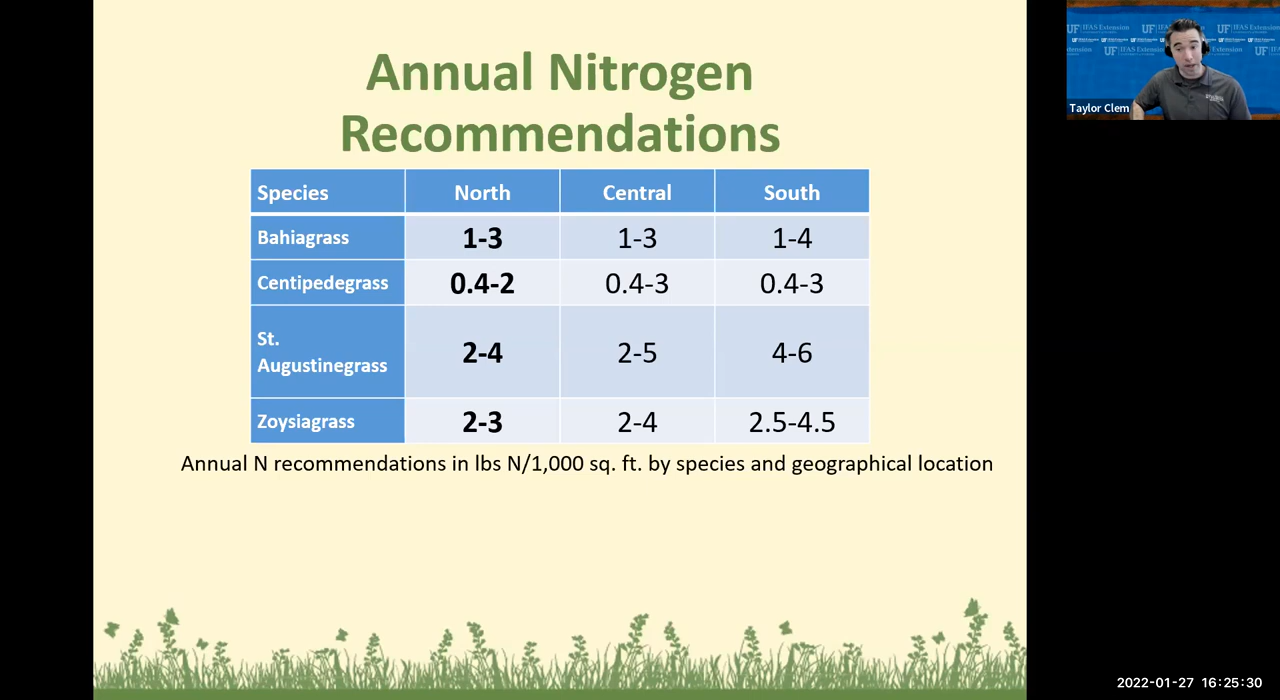 Annual Nitrogen
Recommendations
Species North Central South
Bahiagrass 1-3 1-3 1-4
Centipedegrass 0.4-2 0.4-3 0.4-3
St.
Augustinegrass 2-4 2-5 4-6
Zoysiagrass 2-3 2-4 2.5-4.5
Annual N recommendations in lbs N/1,000 sq. ft. by species and geographical location
UF IFAS Extension
Taylor Clem
2022-01-27 16:25:30